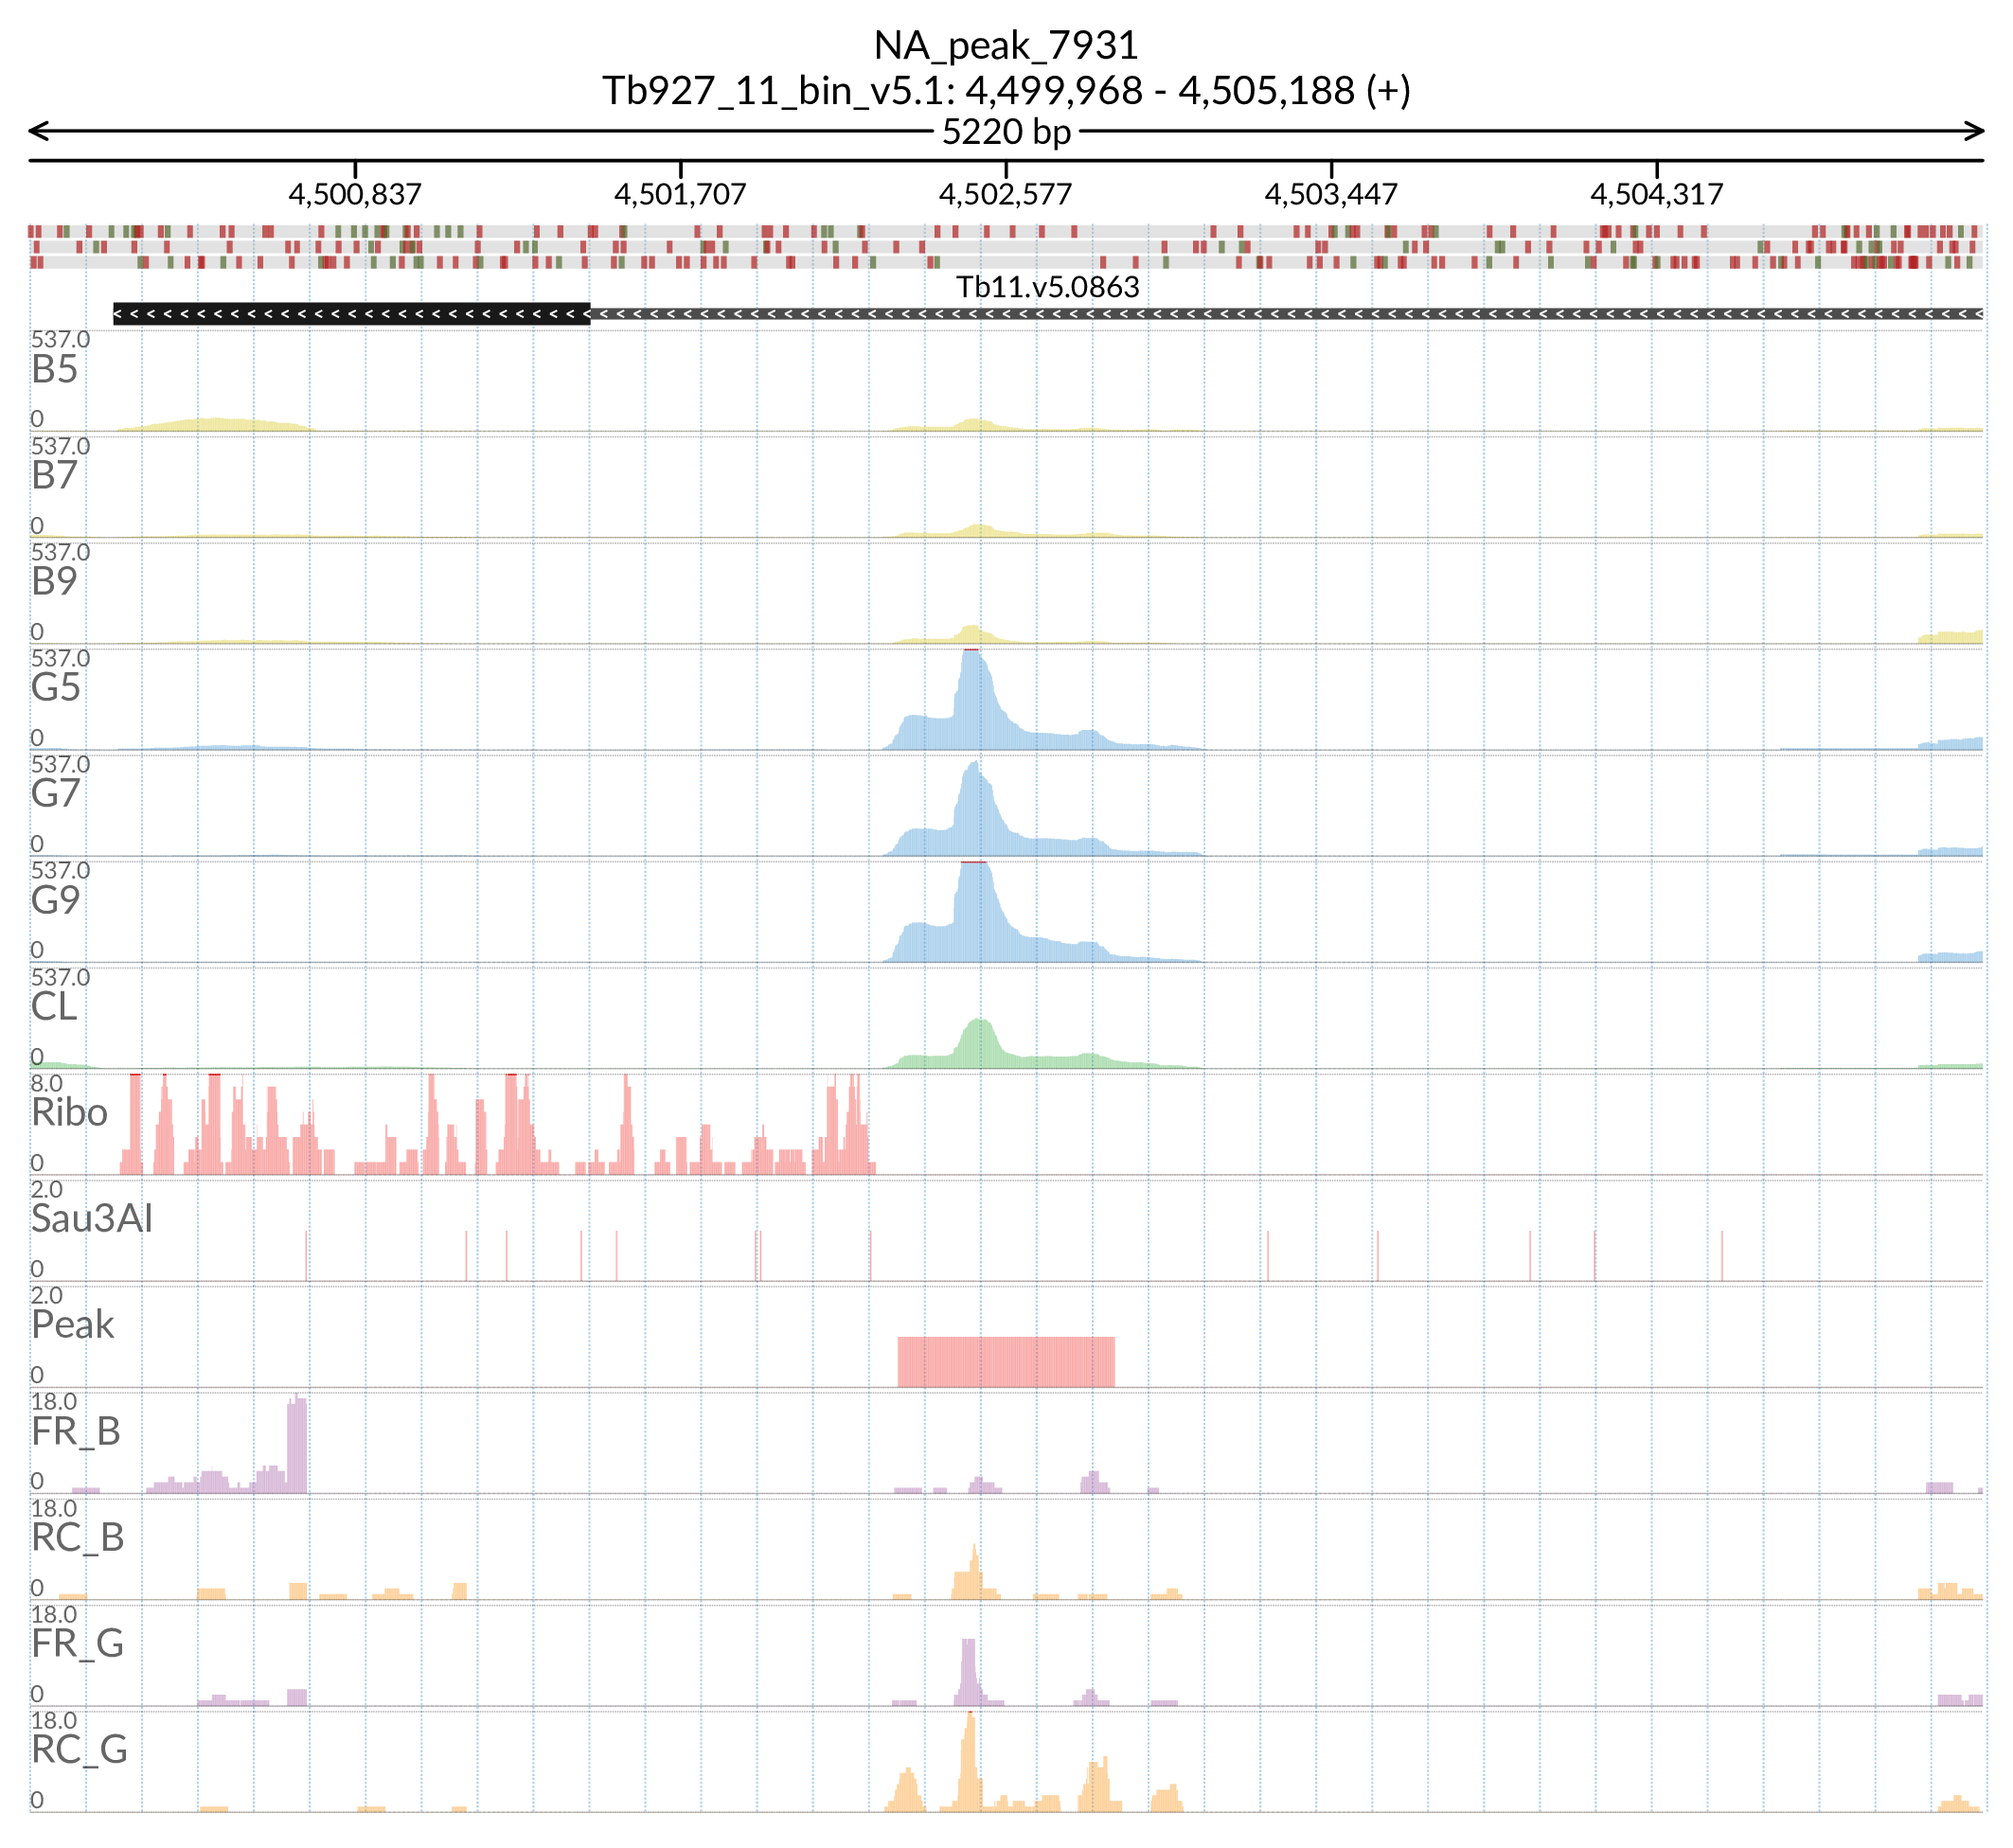 NA_peak_7931
Tb927_11_bin_v5.1: 4,499,968 - 4,505,188 (+)
5220 bp
4,500,837 4,501,707 4,502,577 4,503,447 4,504,317
Tb11.v5.0863
537.0
B5
0
537.0
B7
0
537.0
B9
0
537.0
G5
0
537.0
G7
0
537.0
G9
0
537.0
CL
0
8.0
Ribo
0
2.0
Sau3AI
0
2.0
Peak
0
18.0
FR_B
0
18.0
RC_B
0
18.0
FR_G
0
18.0
RC_G
0